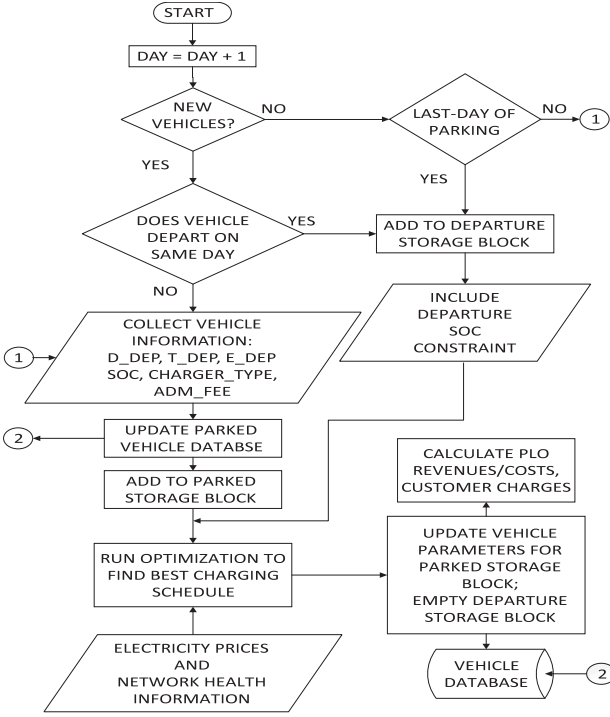 START
DAY = DAY + 1
NEW
VEHICLES?
NO
LAST-DAY OF
PARKING
NO
1
YES
YES
DOES VEHICLE
DEPART ON
SAME DAY
YES
ADD TO DEPARTURE
STORAGE BLOCK
NO
INCLUDE
DEPARTURE
SOC
CONSTRAINT
1
COLLECT VEHICLE
INFORMATION:
D_DEP, T_DEP, E_DEP
SOC, CHARGER_TYPE,
ADM_FEE
2
UPDATE PARKED
VEHICLE DATABSE
ADD TO PARKED
STORAGE BLOCK
CALCULATE PLO
REVENUES/COSTS,
CUSTOMER CHARGES
RUN OPTIMIZATION TO
FIND BEST CHARGING
SCHEDULE
UPDATE VEHICLE
PARAMETERS FOR
PARKED STORAGE
BLOCK;
EMPTY DEPARTURE
STORAGE BLOCK
ELECTRICITY PRICES
AND
NETWORK HEALTH
INFORMATION
VEHICLE
DATABASE
2